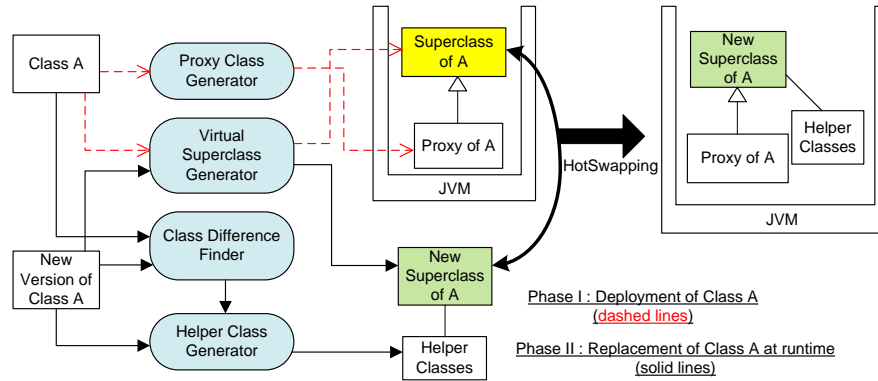 Class A
Proxy Class
Generator
Virtual
Superclass
Generator
Class Difference
Finder
New
Version of
Class A
Helper Class
Generator
Superclass
of A
Proxy of A
JVM
HotSwapping
New
Superclass
of A
Helper
Classes
New
Superclass
of A
Proxy of A
Helper
Classes
JVM
Phase I : Deployment of Class A
(dashed lines)
Phase II : Replacement of Class A at runtime
(solid lines)